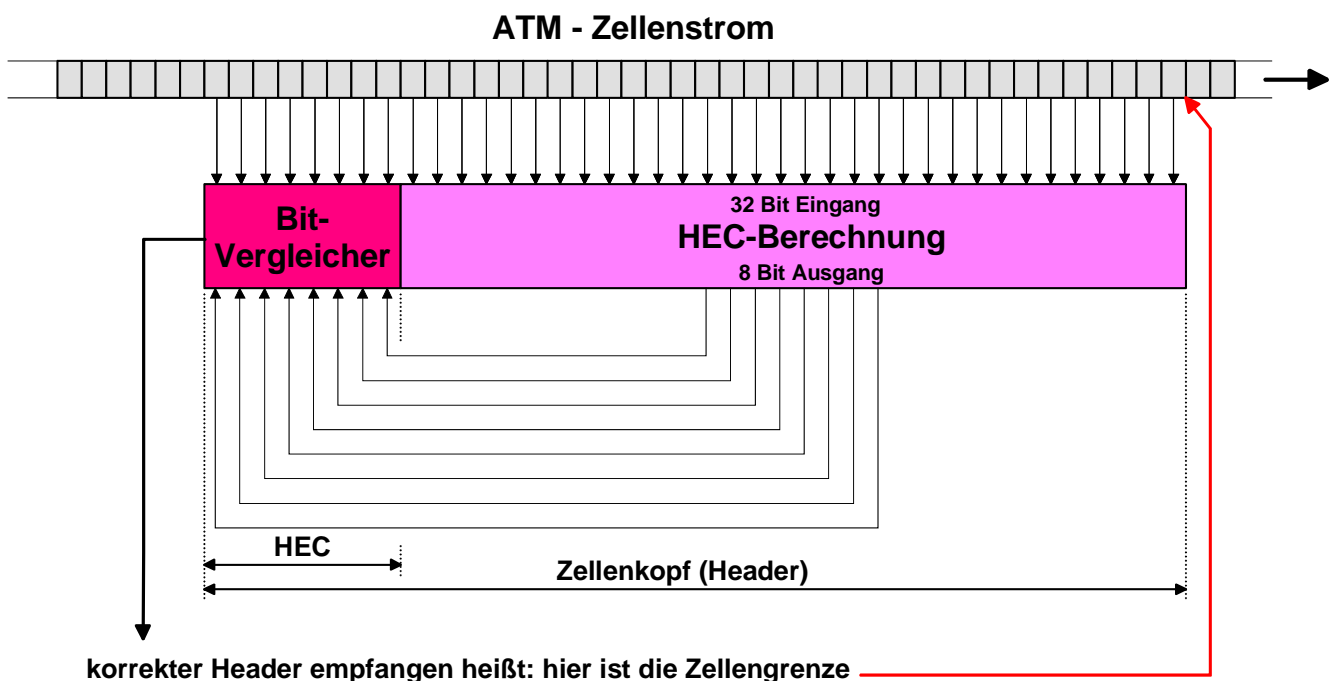 ATM - Zellenstrom
Bit-
Vergleicher
32 Bit Eingang
HEC-Berechnung
8 Bit Ausgang
HEC
Zellenkopf (Header)
korrekter Header empfangen heißt: hier ist die Zellengrenze